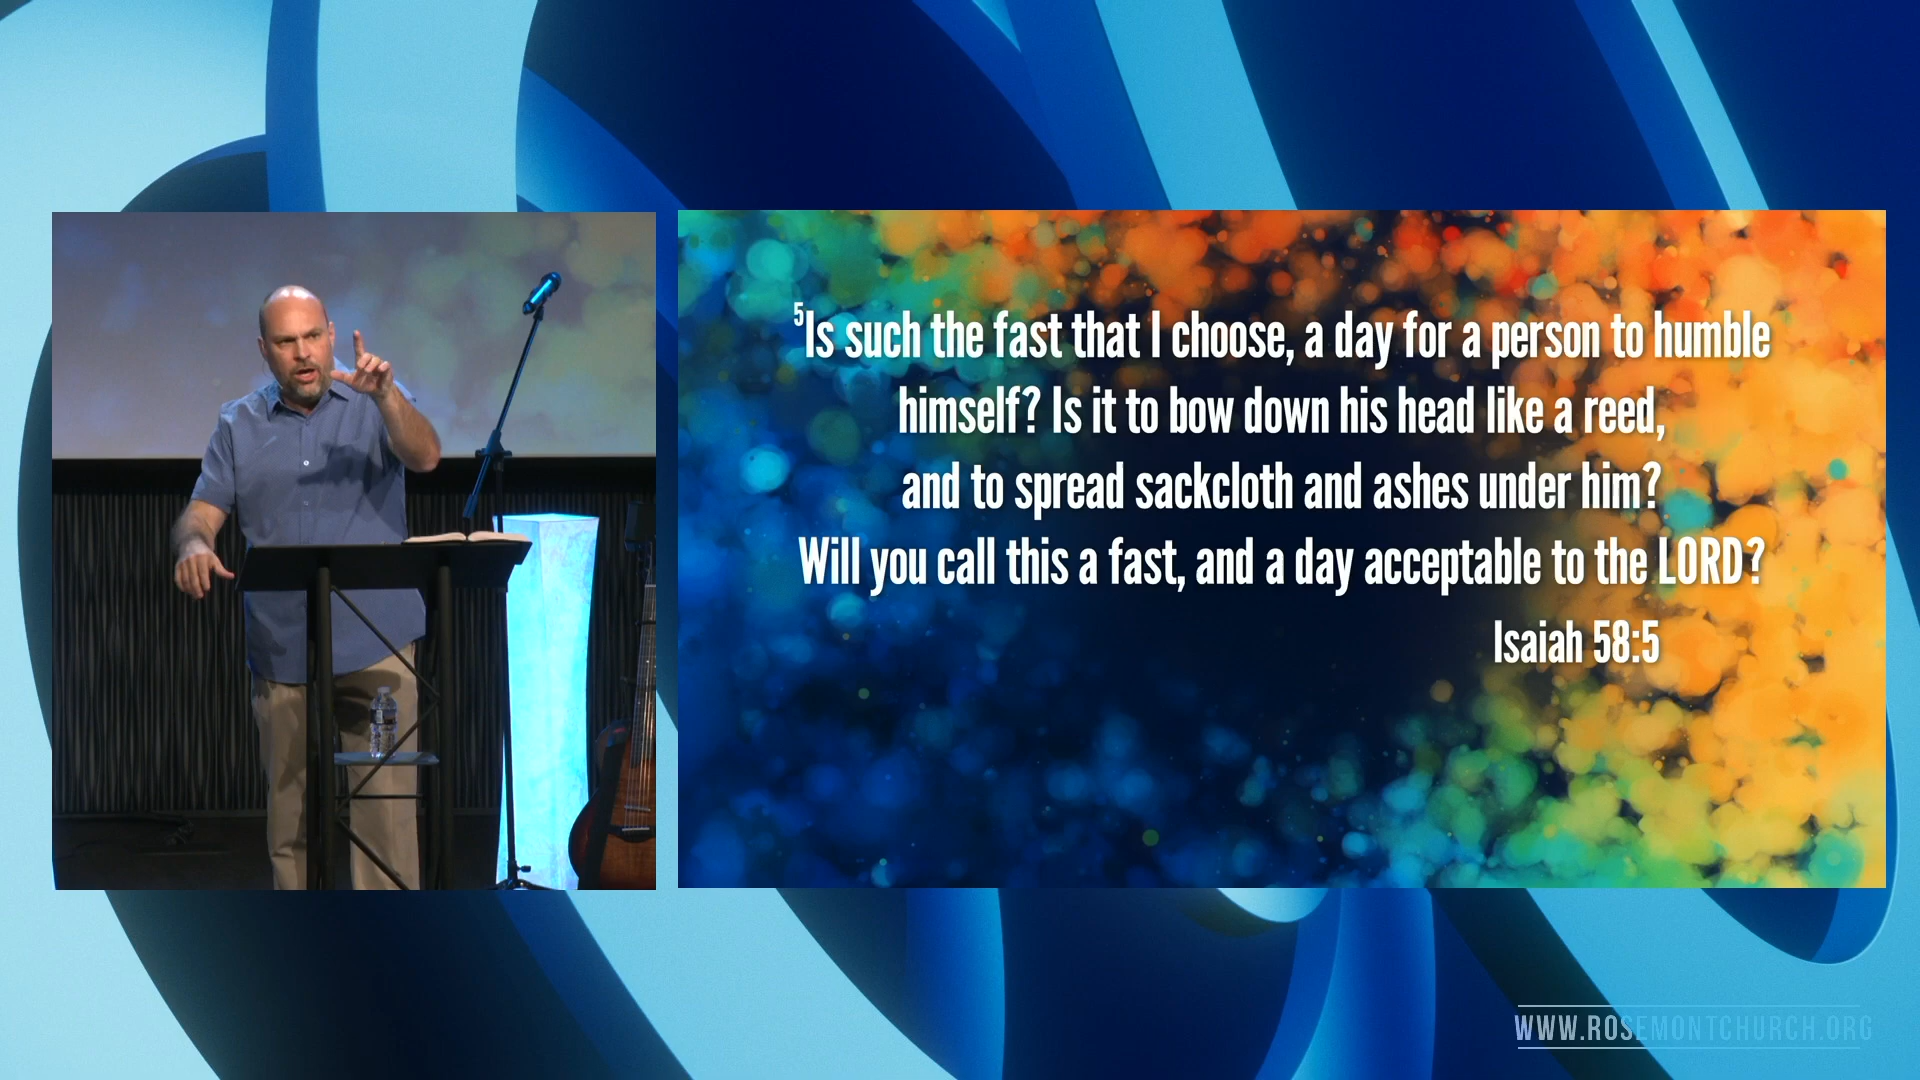 ⁵Is such the fast that I choose, a day for a person to humble
himself? Is it to bow down his head like a reed,
and to spread sackcloth and ashes under him?
Will you call this a fast, and a day acceptable to the LORD?
Isaiah 58:5
WWW.ROSEMONTCHURCH.ORG